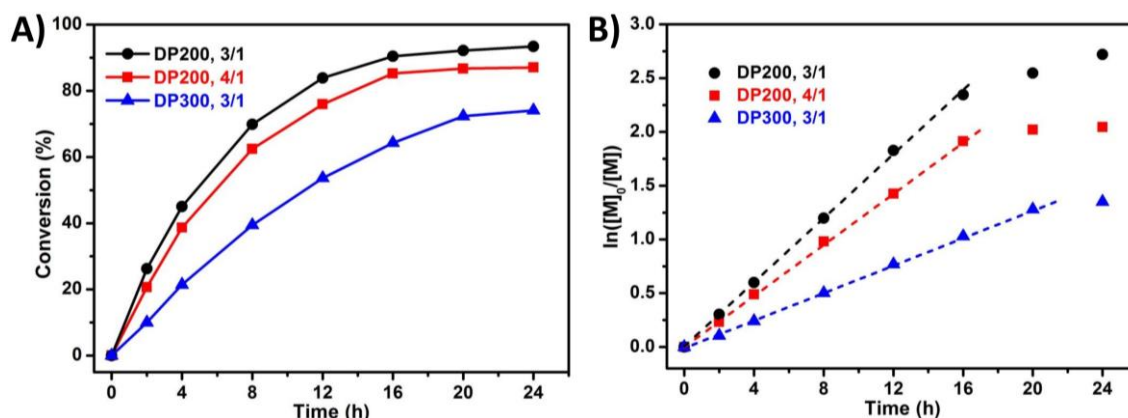 A)
100
80
60
40
20
0
Conversion (%)
DP200, 3/1
DP200, 4/1
DP300, 3/1
0 4 8 12 16 20 24
Time (h)
B)
3.0
2.5
2.0
1.5
1.0
0.5
0.0
ln([M]0/[M])
DP200, 3/1
DP200, 4/1
DP300, 3/1
0 4 8 12 16 20 24
Time (h)